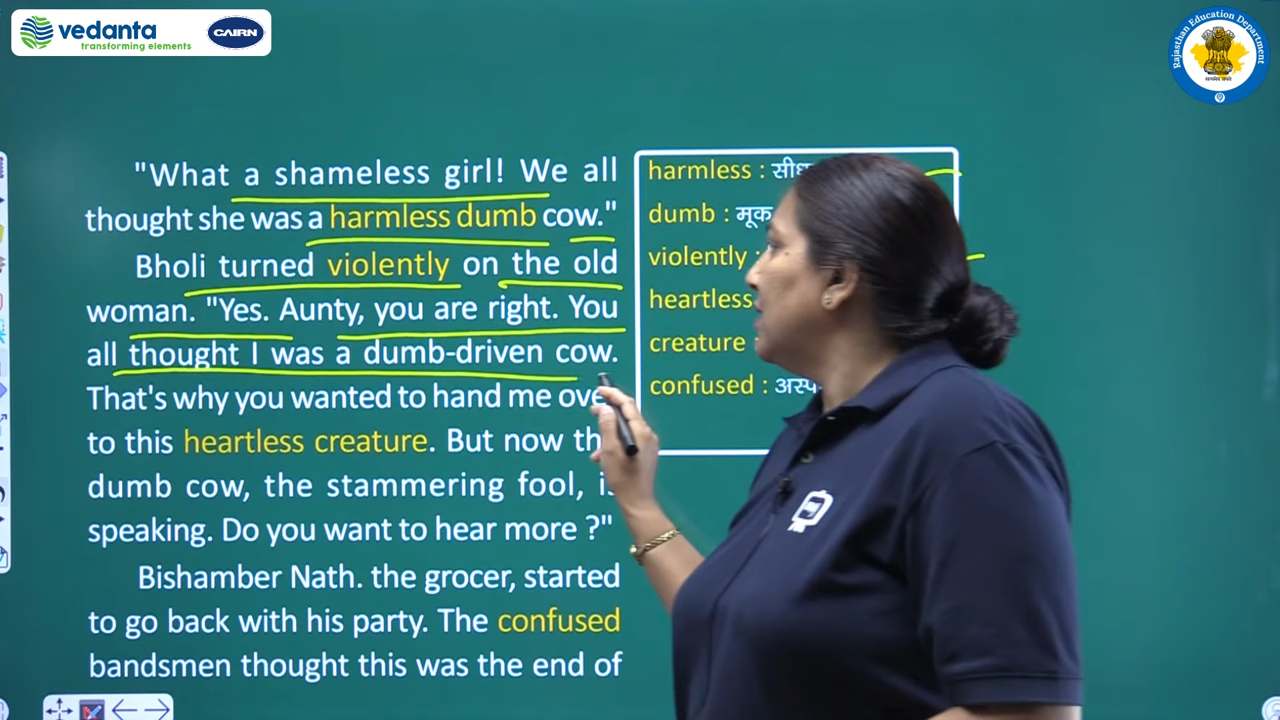 vedanta
transforming elements
CAIRN
Rajasthan Education Department
"What a shameless girl! We all
thought she was a harmless dumb cow."
Bholi turned violently on the old
woman. "Yes. Aunty, you are right. You
all thought I was a dumb-driven cow.
That's why you wanted to hand me ove
to this heartless creature. But now th
dumb cow, the stammering fool, is
speaking. Do you want to hear more ?"
Bishamber Nath. the grocer, started
to go back with his party. The confused
bandsmen thought this was the end of
harmless :
dumb : मूक
violently :
heartless
creature
confused :